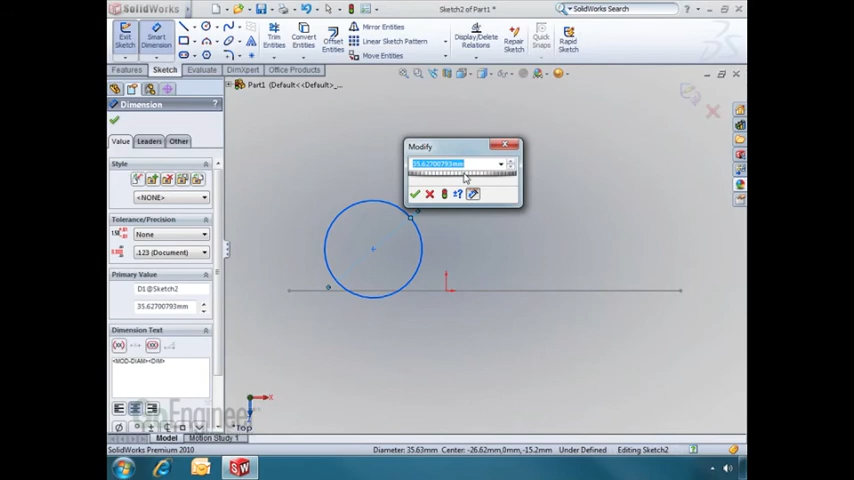 SolidWorks
Sketch2 of Part1 *
SolidWorks Search
Exit
Sketch
Smart
Dimension
Trim
Entities
Convert
Entities
Offset
Entities
Mirror Entities
Linear Sketch Pattern
Move Entities
Display/Delete
Relations
Repair
Sketch
Quick
Snaps
Rapid
Sketch
Features
Sketch
Evaluate
DimXpert
Office Products
Part1 (Default<<Default>_...
Dimension
?
Value
Leaders
Other
Style
<NONE>
Tolerance/Precision
None
.123 (Document)
Primary Value
D1@Sketch2
35.62700793mm
Dimension Text
<MOD-DIAM><DIM>
Modify
35.62700793mm
GoEngineer
X
*Top
Model
Motion Study 1
SolidWorks Premium 2010
Diameter: 35.63mm
Center: -26.62mm,0mm,-15.2mm
Under Defined
Editing Sketch2